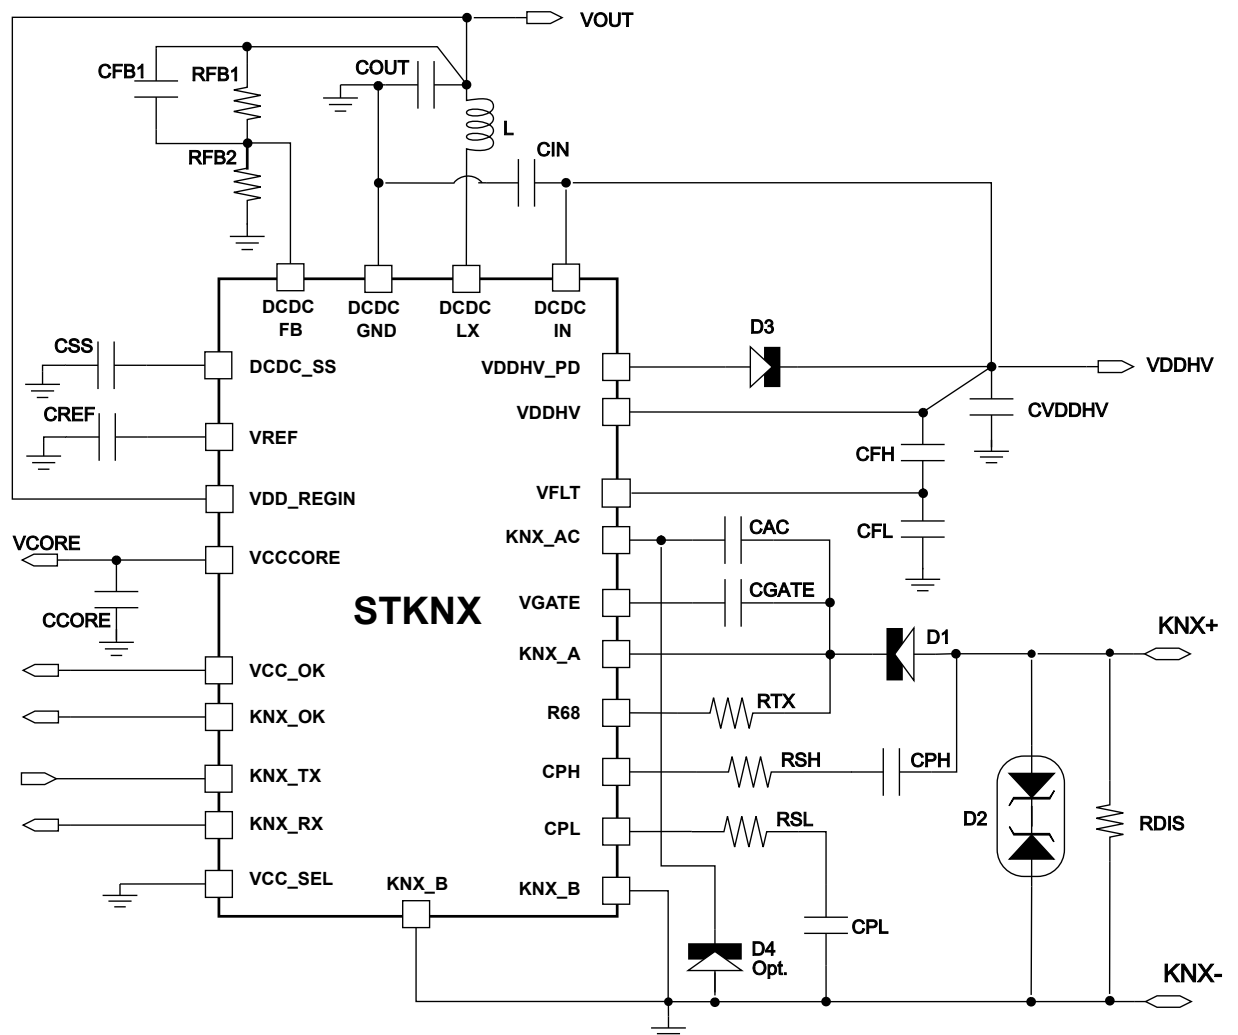 VOUT
COUT
CFB1
RFB1
L
CIN
RFB2
DCDC
FB
DCDC
GND
DCDC
LX
DCDC
IN
D3
CSS
DCDC_SS
VDDHV_PD
VDDHV
CREF
VREF
VDDHV
CVDDHV
CFH
VDD_REGIN
VFLT
CAC
CFL
VCORE
VCCCORE
KNX_AC
CGATE
CCORE
STKNX
VGATE
KNX+
D1
VCC_OK
KNX_A
RTX
KNX_OK
R68
RSH
CPH
KNX_TX
CPH
RSL
D2
RDIS
KNX_RX
CPL
VCC_SEL
KNX_B
KNX_B
CPL
D4
Opt.
KNX-